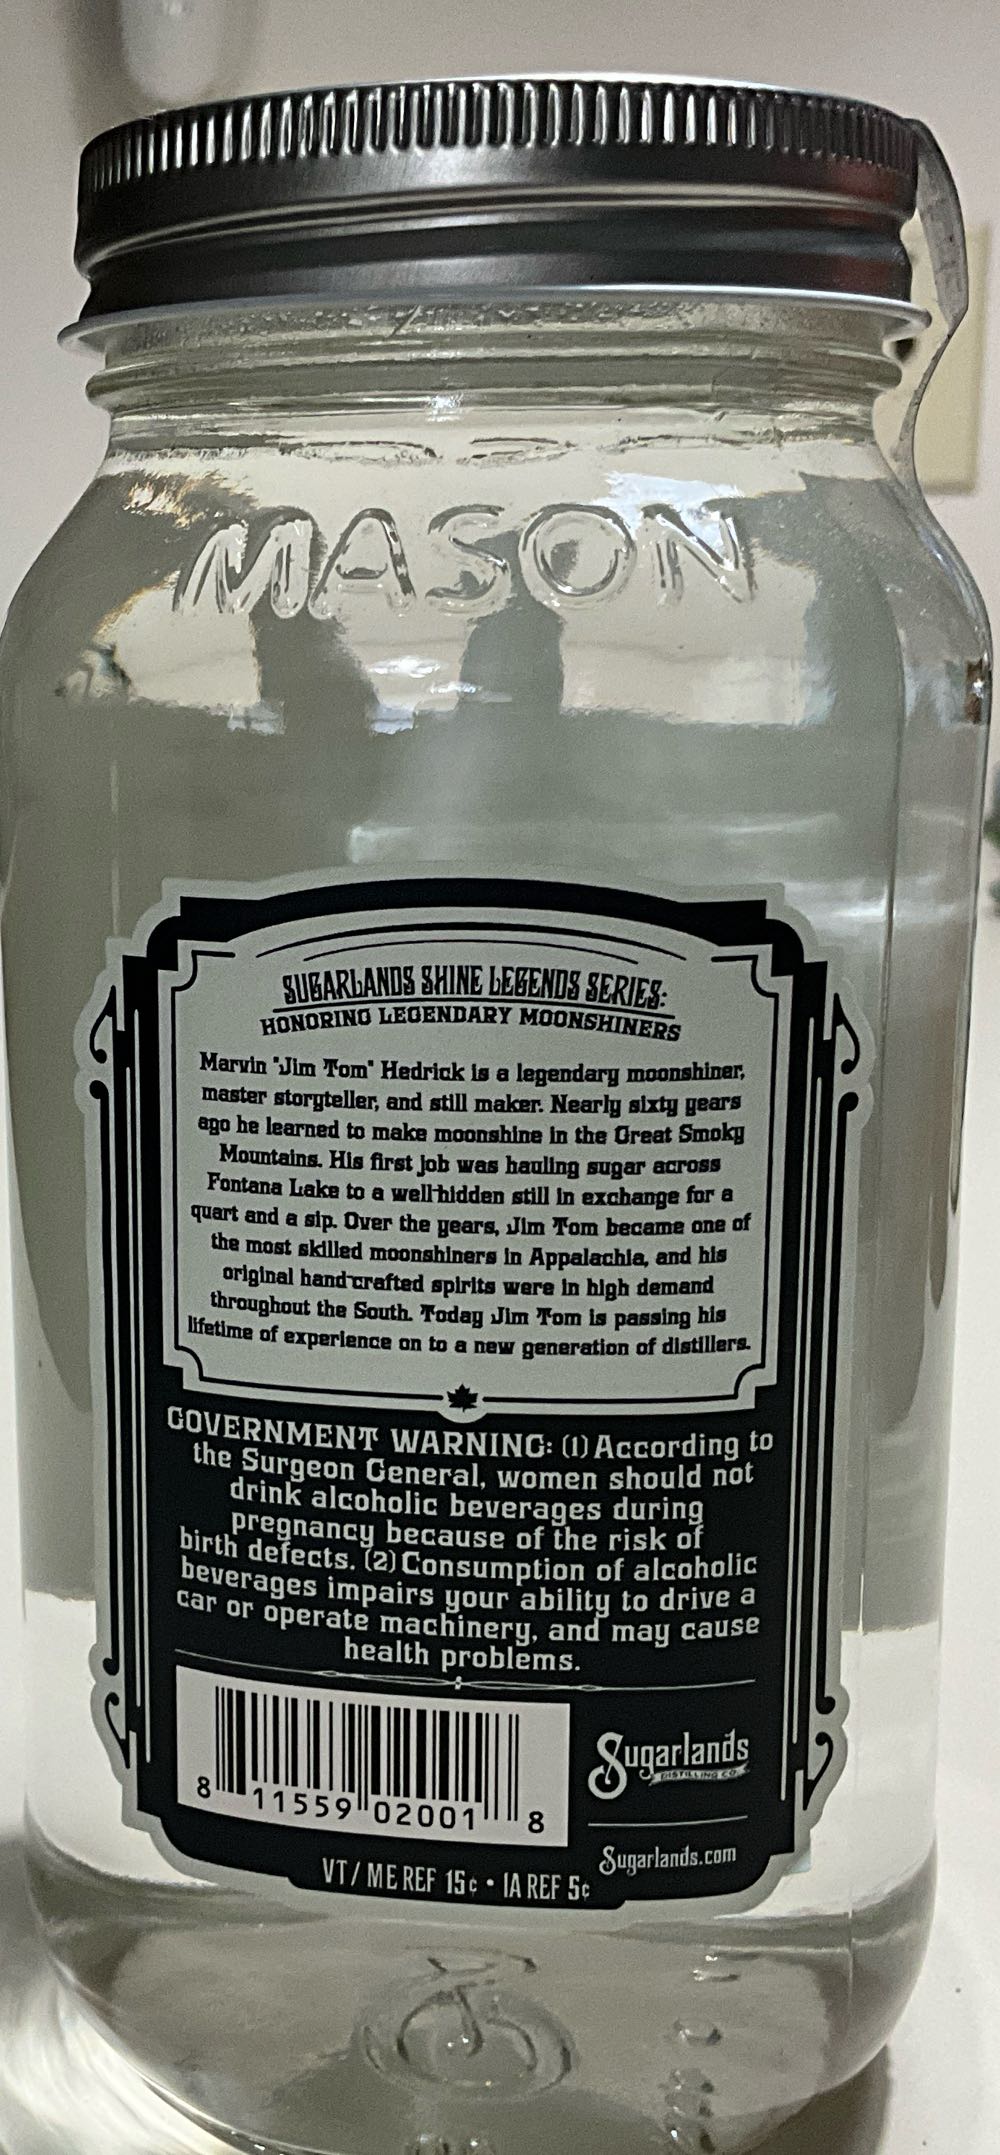 MASON
SUGARLANDS SHINE LEGENDS SERIES:
HONORING LEGENDARY MOONSHINERS
Marvin "Jim Tom" Hedrick is a legendary moonshiner,
master storyteller, and still maker. Nearly sixty years
ago he learned to make moonshine in the Great Smoky
Mountains. His first job was hauling sugar across
Fontana Lake to a well-hidden still in exchange for a
quart and a sip. Over the years, Jim Tom became one of
the most skilled moonshiners in Appalachia, and his
original hand-crafted spirits were in high demand
throughout the South. Today Jim Tom is passing his
lifetime of experience on to a new generation of distillers.
GOVERNMENT WARNING: (1) According to
the Surgeon General, women should not
drink alcoholic beverages during
pregnancy because of the risk of
birth defects. (2) Consumption of alcoholic
beverages impairs your ability to drive a
car or operate machinery, and may cause
health problems.
8 11559 02001 8
Sugarlands
DISTILLING CO.
Sugarlands.com
VT / ME REF 15¢ • IA REF 5¢